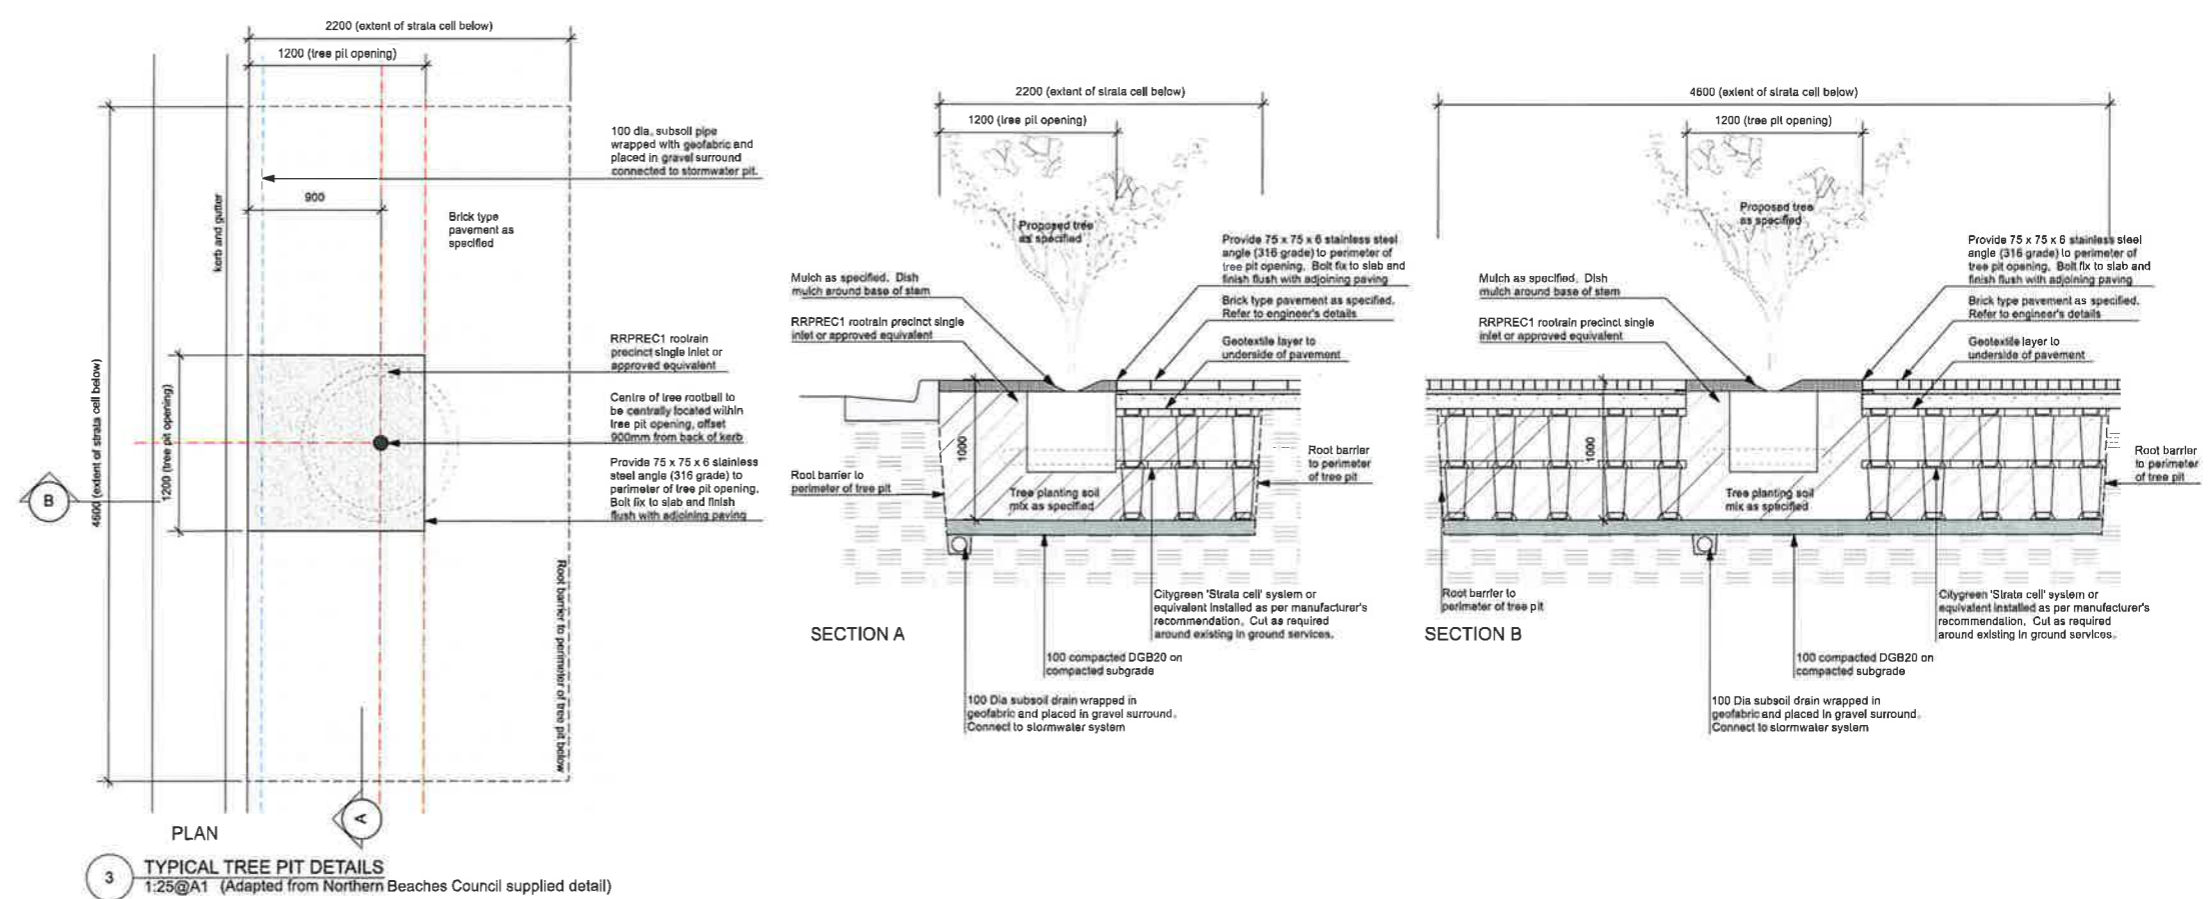 2200 (extent of strata cell below)
1200 (tree pit opening)
100 dia. subsoil pipe
wrapped with geofabric and
placed in gravel surround
connected to stormwater pit.
900
Brick type
pavement as
specified
kerb and gutter
4600 (extent of strata cell below)
1200 (tree pit opening)
RRPREC1 rootrain
precinct single inlet or
approved equivalent
Centre of tree rootball to
be centrally located within
tree pit opening, offset
900mm from back of kerb
Provide 75 x 75 x 6 stainless
steel angle (316 grade) to
perimeter of tree pit opening.
Bolt fix to slab and finish
flush with adjoining paving
Root barrier to perimeter of tree pit below
B
A
PLAN
3
TYPICAL TREE PIT DETAILS
1:25@A1 (Adapted from Northern Beaches Council supplied detail)
2200 (extent of strata cell below)
1200 (tree pit opening)
Proposed tree
as specified
Mulch as specified. Dish
mulch around base of stem
RRPREC1 rootrain precinct single
inlet or approved equivalent
Provide 75 x 75 x 6 stainless steel
angle (316 grade) to perimeter of
tree pit opening. Bolt fix to slab and
finish flush with adjoining paving
Brick type pavement as specified.
Refer to engineer's details
Geotextile layer to
underside of pavement
1000
Root barrier to
perimeter of tree pit
Tree planting soil
mix as specified
Root barrier
to perimeter
of tree pit
Citygreen 'Strata cell' system or
equivalent installed as per manufacturer's
recommendation. Cut as required
around existing in ground services.
SECTION A
100 compacted DGB20 on
compacted subgrade
100 Dia subsoil drain wrapped in
geofabric and placed in gravel surround.
Connect to stormwater system
4600 (extent of strata cell below)
1200 (tree pit opening)
Proposed tree
as specified
Mulch as specified. Dish
mulch around base of stem
RRPREC1 rootrain precinct single
inlet or approved equivalent
Provide 75 x 75 x 6 stainless steel
angle (316 grade) to perimeter of
tree pit opening. Bolt fix to slab and
finish flush with adjoining paving
Brick type pavement as specified.
Refer to engineer's details
Geotextile layer to
underside of pavement
1000
Tree planting soil
mix as specified
Root barrier
to perimeter
of tree pit
Root barrier to
perimeter of tree pit
Citygreen 'Strata cell' system or
equivalent installed as per manufacturer's
recommendation. Cut as required
around existing in ground services.
SECTION B
100 compacted DGB20 on
compacted subgrade
100 Dia subsoil drain wrapped in
geofabric and placed in gravel surround.
Connect to stormwater system